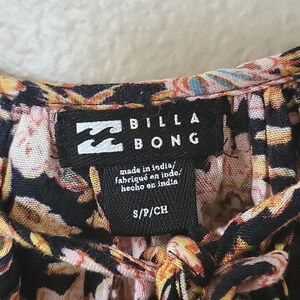 BILLA
BONG
made in india/
fabriqué en inde/
hecho en india
S/P/CH